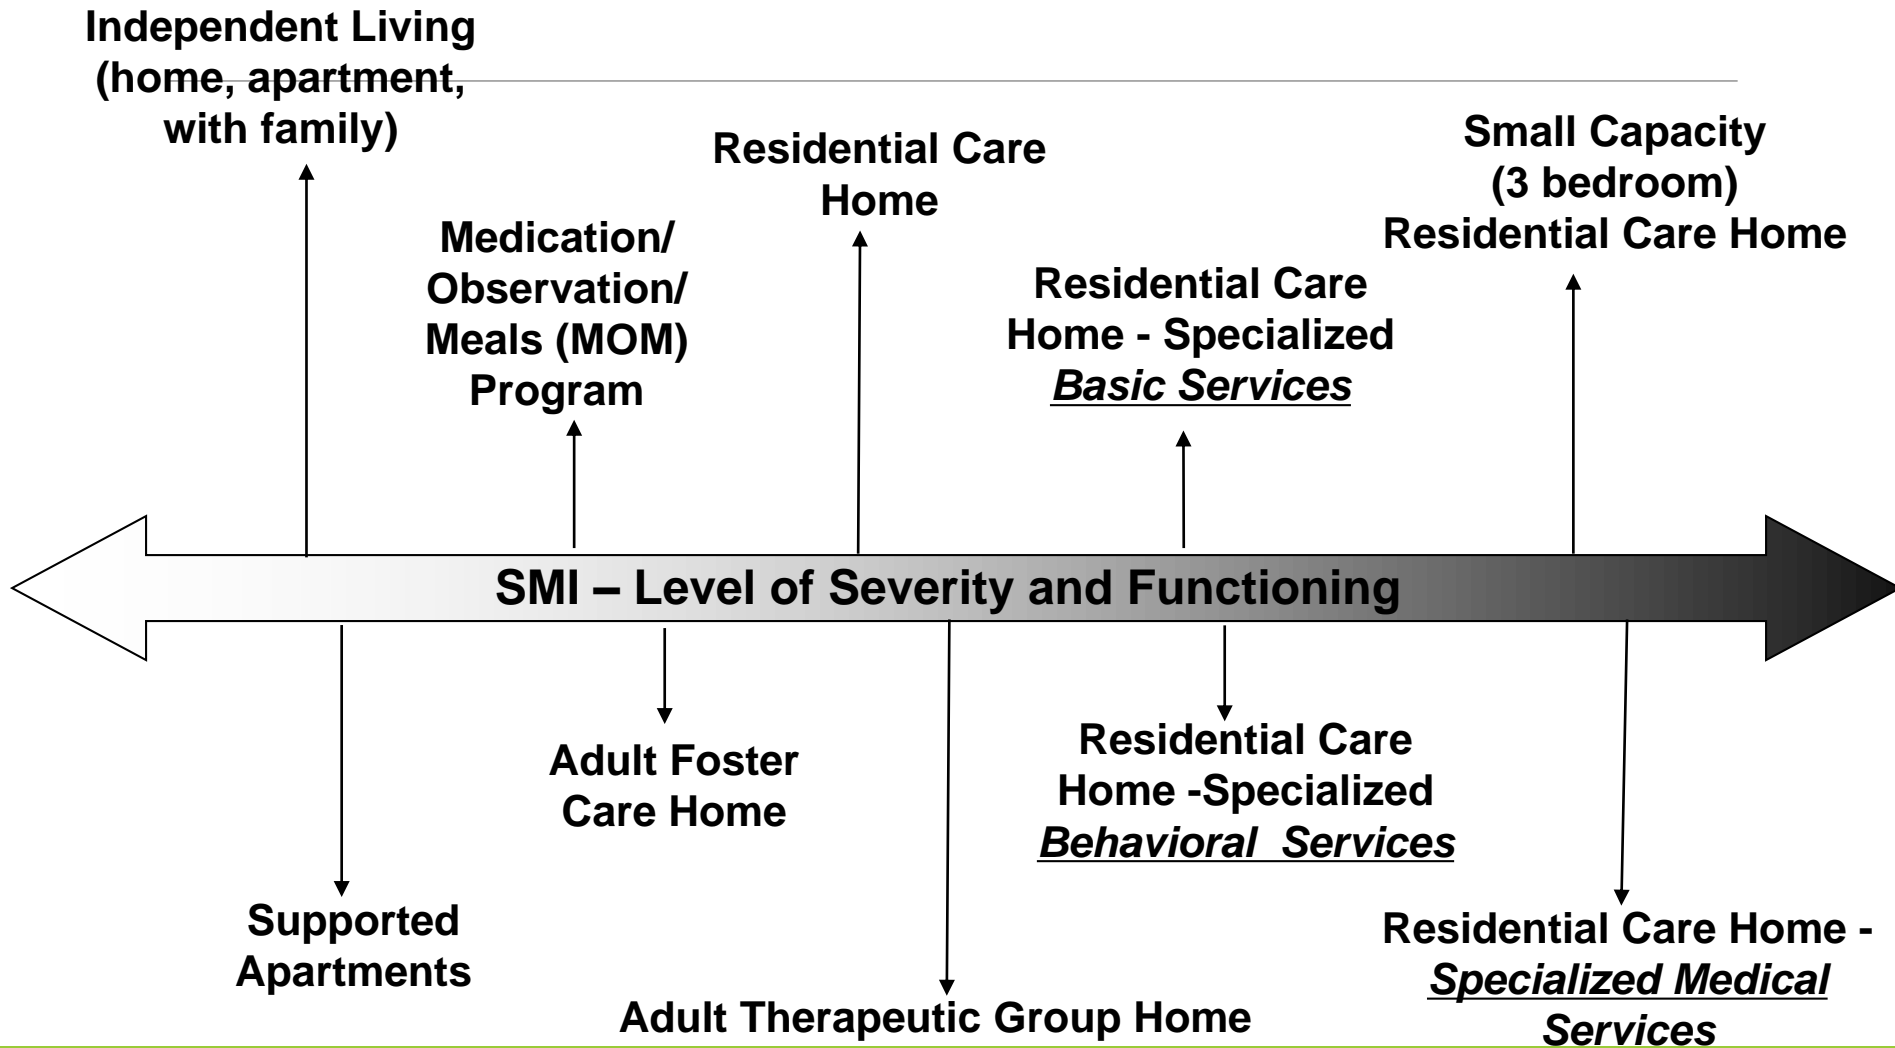 Independent Living
(home, apartment,
with family)
Medication/
Observation/
Meals (MOM)
Program
Residential Care
Home
Residential Care
Home - Specialized
Basic Services
Small Capacity
(3 bedroom)
Residential Care Home
SMI – Level of Severity and Functioning
Supported
Apartments
Adult Foster
Care Home
Adult Therapeutic Group Home
Residential Care
Home -Specialized
Behavioral  Services
Residential Care Home -
Specialized Medical
Services